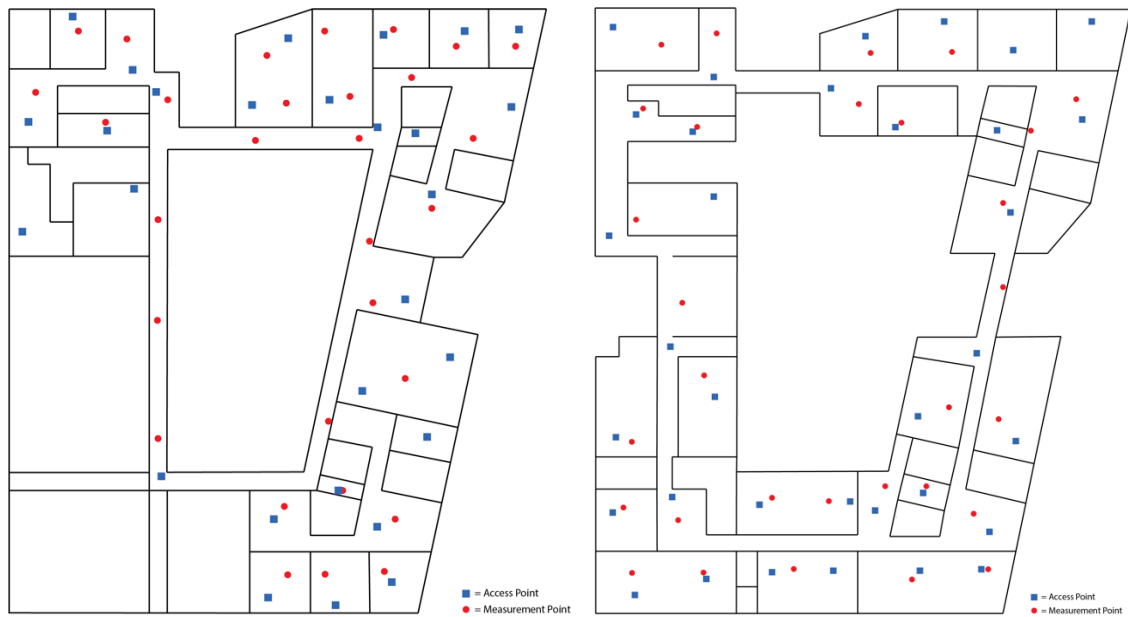 = Access Point
= Measurement Point
= Access Point
= Measurement Point